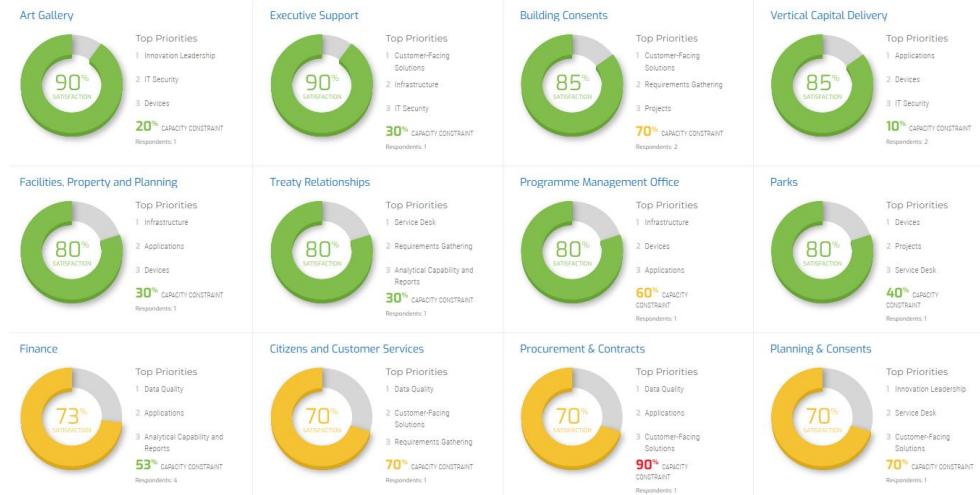 Art Gallery
90%
SATISFACTION
Top Priorities
1 Innovation Leadership
2 IT Security
3 Devices
20% CAPACITY CONSTRAINT
Respondents: 1
Executive Support
90%
SATISFACTION
Top Priorities
1 Customer-Facing
Solutions
2 Infrastructure
3 IT Security
30% CAPACITY CONSTRAINT
Respondents: 1
Building Consents
85%
SATISFACTION
Top Priorities
1 Customer-Facing
Solutions
2 Requirements Gathering
3 Projects
70% CAPACITY CONSTRAINT
Respondents: 2
Vertical Capital Delivery
85%
SATISFACTION
Top Priorities
1 Applications
2 Devices
3 IT Security
10% CAPACITY CONSTRAINT
Respondents: 2
Facilities, Property and Planning
80%
SATISFACTION
Top Priorities
1 Infrastructure
2 Applications
3 Devices
30% CAPACITY CONSTRAINT
Respondents: 1
Treaty Relationships
80%
SATISFACTION
Top Priorities
1 Service Desk
2 Requirements Gathering
3 Analytical Capability and
Reports
30% CAPACITY CONSTRAINT
Respondents: 1
Programme Management Office
80%
SATISFACTION
Top Priorities
1 Infrastructure
2 Devices
3 Applications
60% CAPACITY
CONSTRAINT
Respondents: 1
Parks
80%
SATISFACTION
Top Priorities
1 Devices
2 Projects
3 Service Desk
40% CAPACITY
CONSTRAINT
Respondents: 1
Finance
73%
SATISFACTION
Top Priorities
1 Data Quality
2 Applications
3 Analytical Capability and
Reports
53% CAPACITY CONSTRAINT
Respondents: 4
Citizens and Customer Services
70%
SATISFACTION
Top Priorities
1 Data Quality
2 Customer-Facing
Solutions
3 Requirements Gathering
70% CAPACITY CONSTRAINT
Respondents: 1
Procurement & Contracts
70%
SATISFACTION
Top Priorities
1 Data Quality
2 Applications
3 Customer-Facing
Solutions
90% CAPACITY
CONSTRAINT
Respondents: 1
Planning & Consents
70%
SATISFACTION
Top Priorities
1 Innovation Leadership
2 Service Desk
3 Customer-Facing
Solutions
70% CAPACITY CONSTRAINT
Respondents: 1